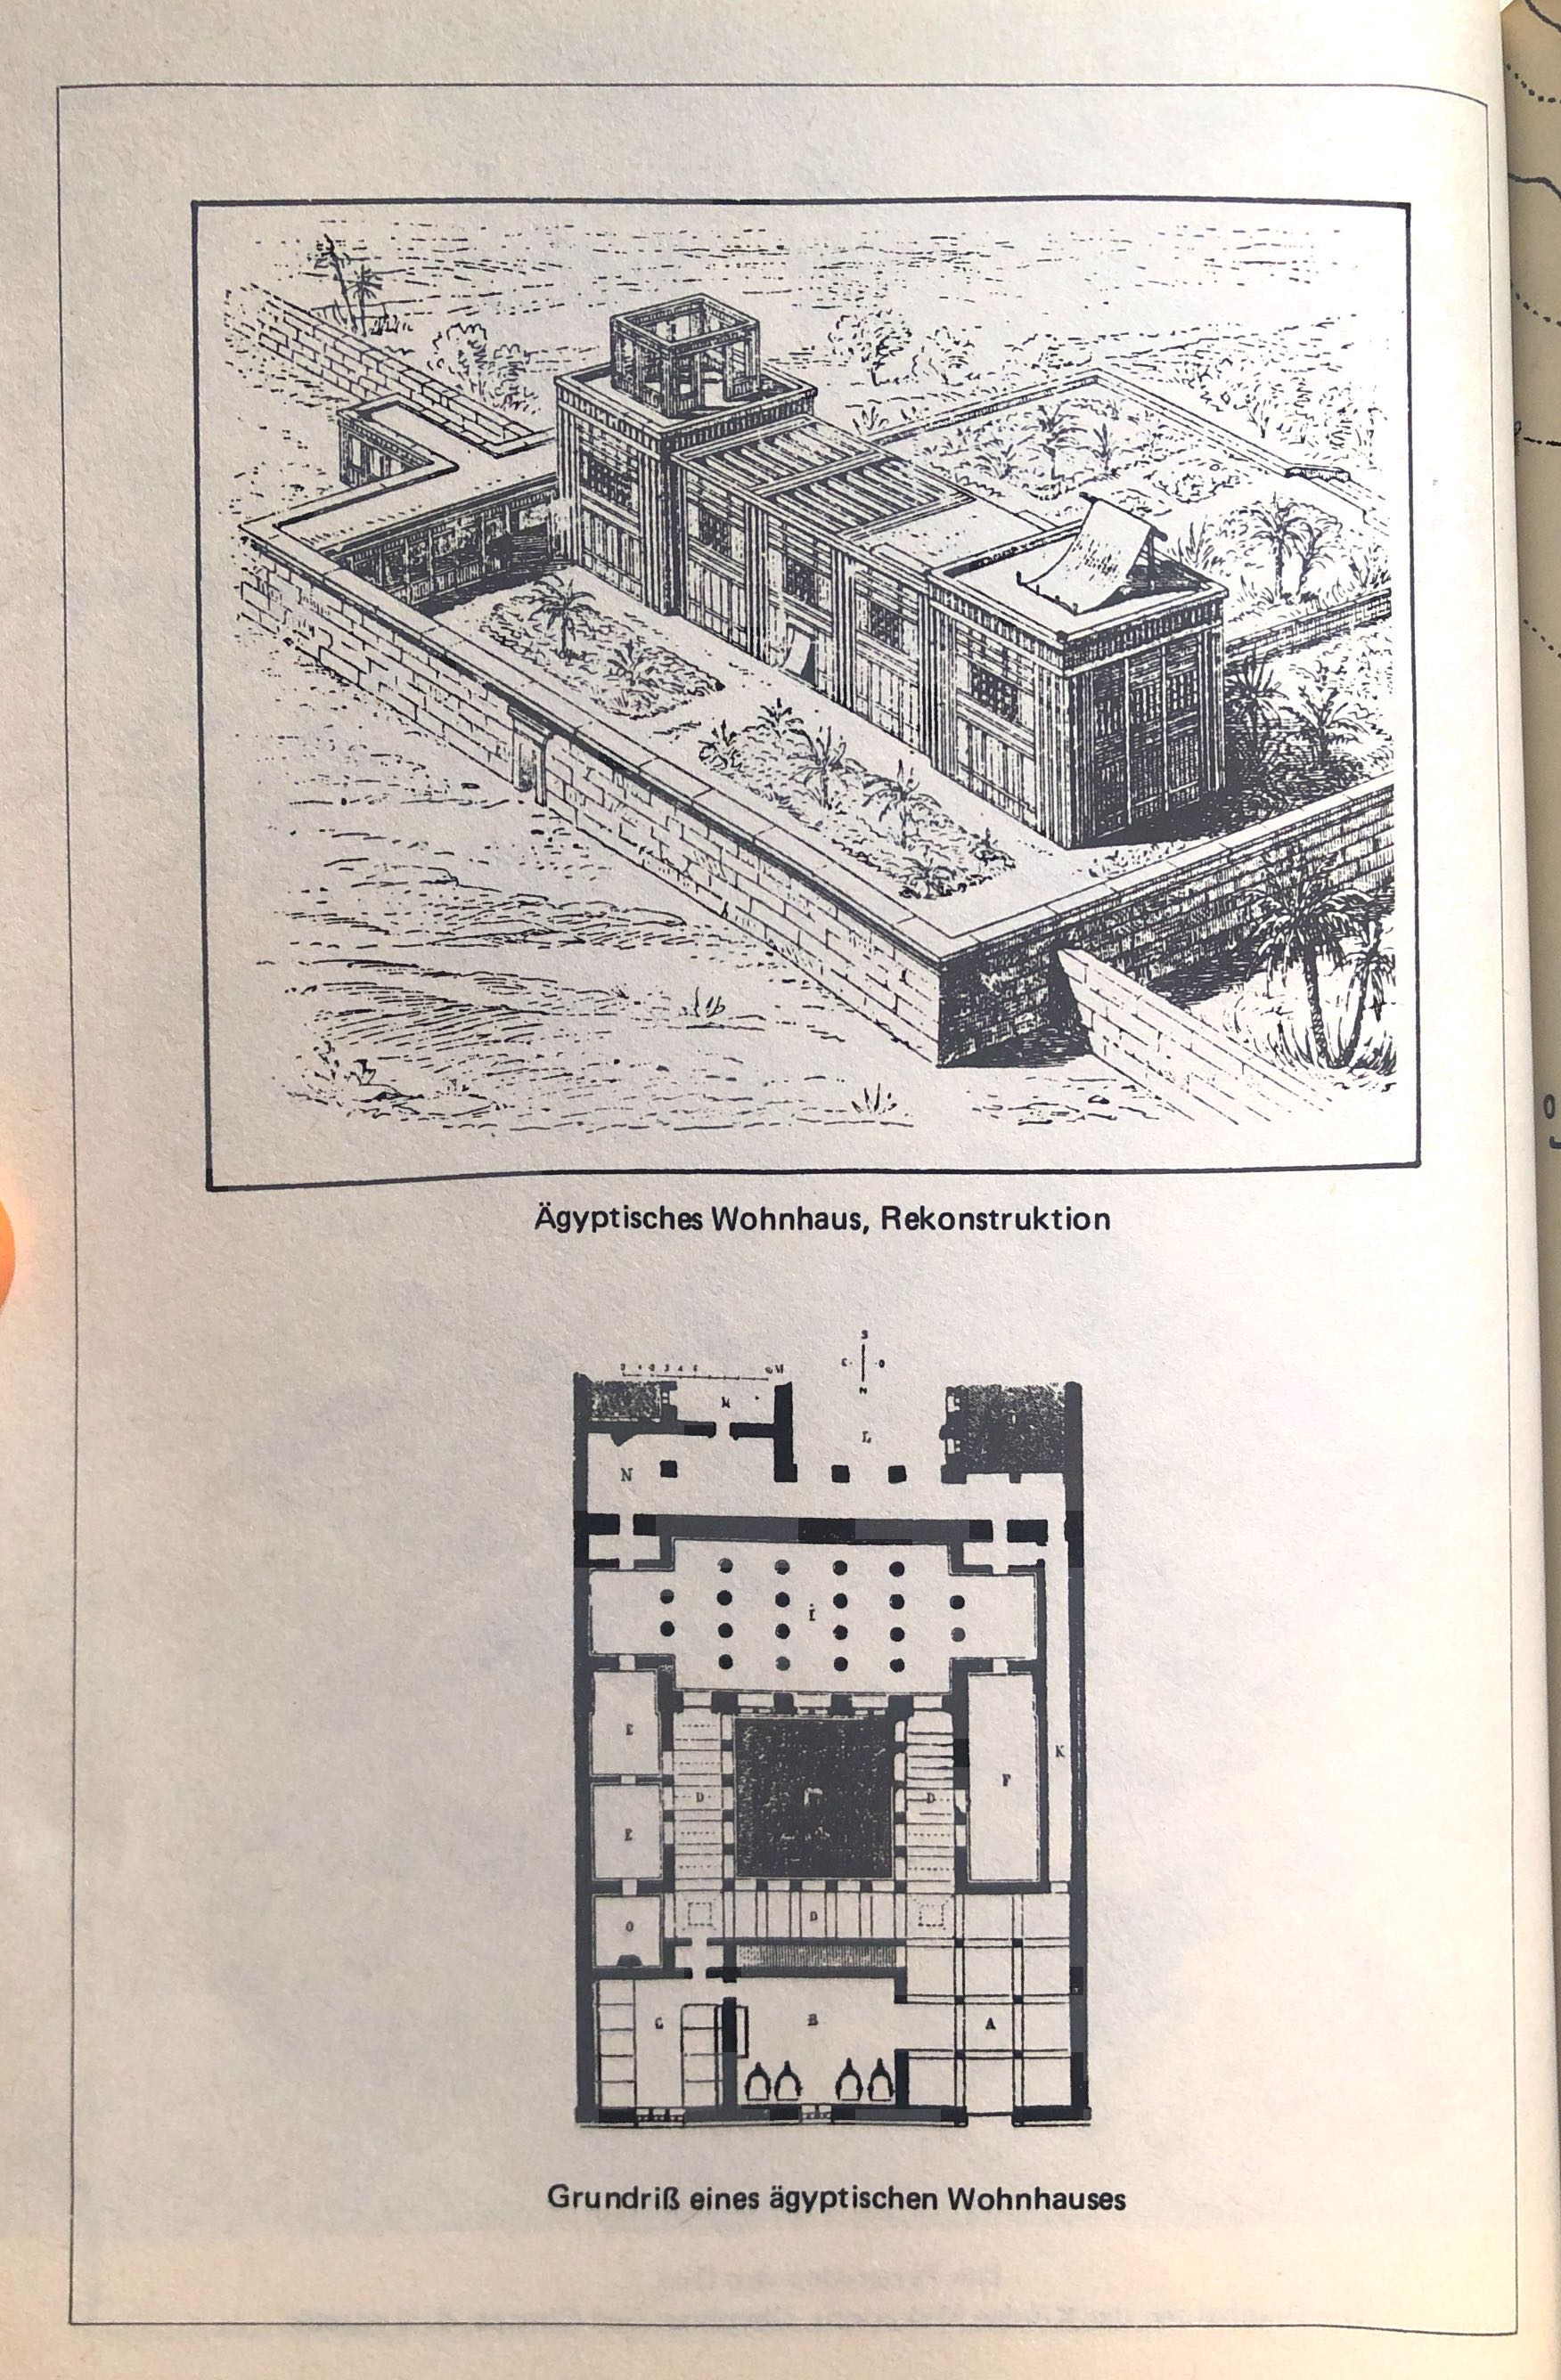 Ägyptisches Wohnhaus, Rekonstruktion
S
O
N
M
L
N
I
E
K
D
D
F
E
D
O
G
B
A
Grundriß eines ägyptischen Wohnhauses